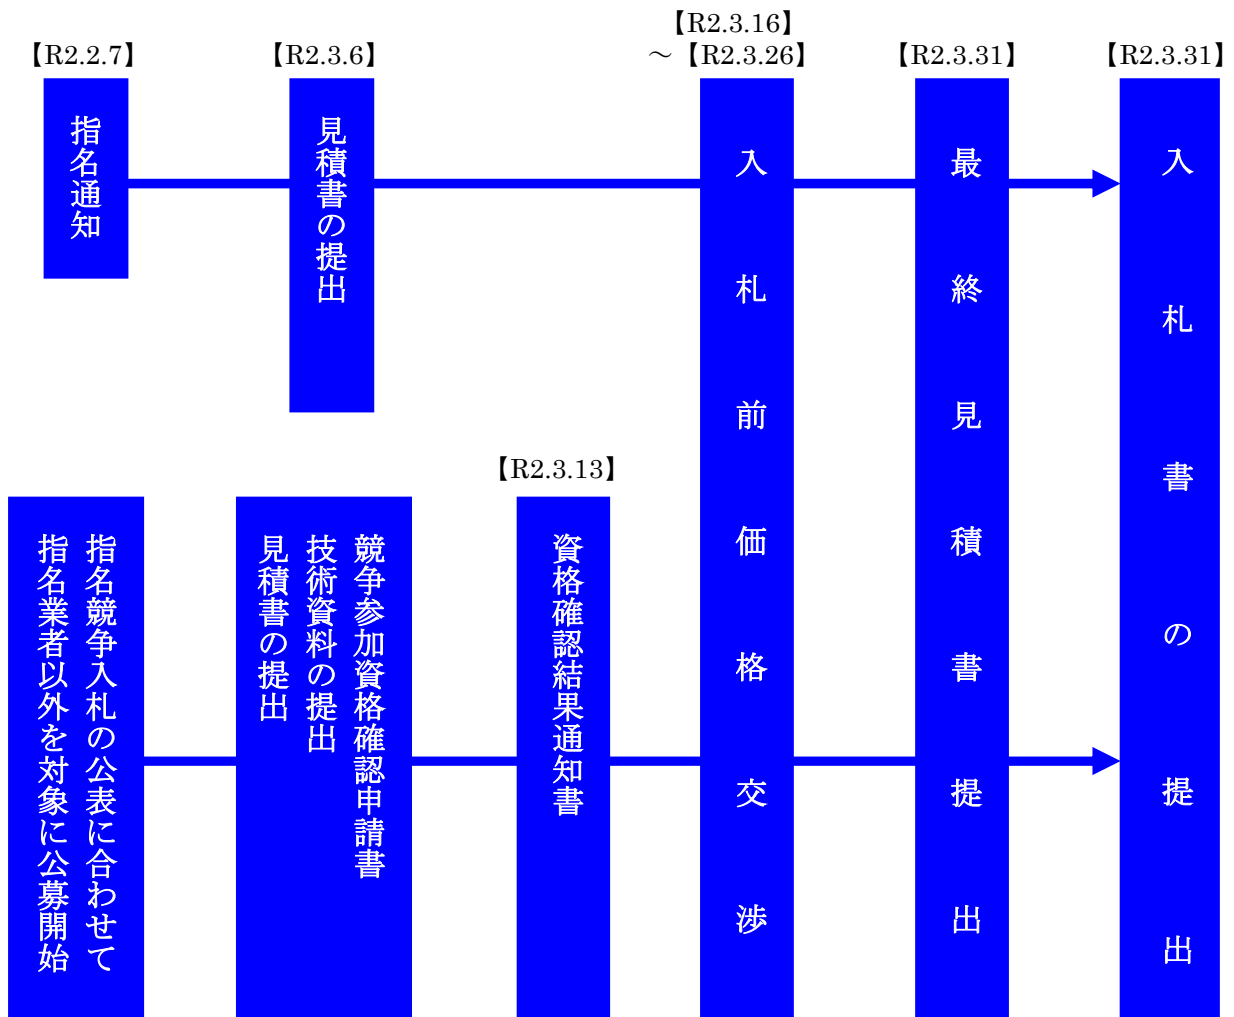 【R2.2.7】
指名通知
【R2.3.6】
見積書の提出
【R2.3.16】
～【R2.3.26】
入札前価格交渉
【R2.3.31】
最終見積書提出
【R2.3.31】
入札書の提出
指名競争入札の公表に合わせて
指名業者以外を対象に公募開始
競争参加資格確認申請書
技術資料の提出
見積書の提出
【R2.3.13】
資格確認結果通知書